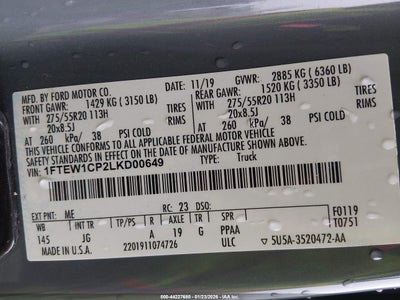 MFD. BY FORD MOTOR CO. 11/19 GVWR: 2885 KG ( 6360 LB)
FRONT GAWR: 1429 KG ( 3150 LB) REAR GAWR: 1520 KG ( 3350 LB)
WITH 275/55R20 113H TIRES WITH 275/55R20 113H TIRES
20x8.5J RIMS 20x8.5J RIMS
AT 260 kPa/ 38 PSI COLD AT 260 kPa/ 38 PSI COLD
THIS VEHICLE CONFORMS TO ALL APPLICABLE FEDERAL MOTOR VEHICLE
SAFETY STANDARDS IN EFFECT ON THE DATE OF MANUFACTURE SHOWN ABOVE.
VIN: 1FTEW1CP2LKD00649
TYPE: Truck
EXT PNT: ME RC: 23 DSO: F0119
WB TP/PS R AXLE TR SPR T0751
145 JG A 19 G PPAA
MADE IN U.S.A. 2201911074726 ULC 5U5A-3520472-AA
000-44227690 - 01/23/2026 - IAA